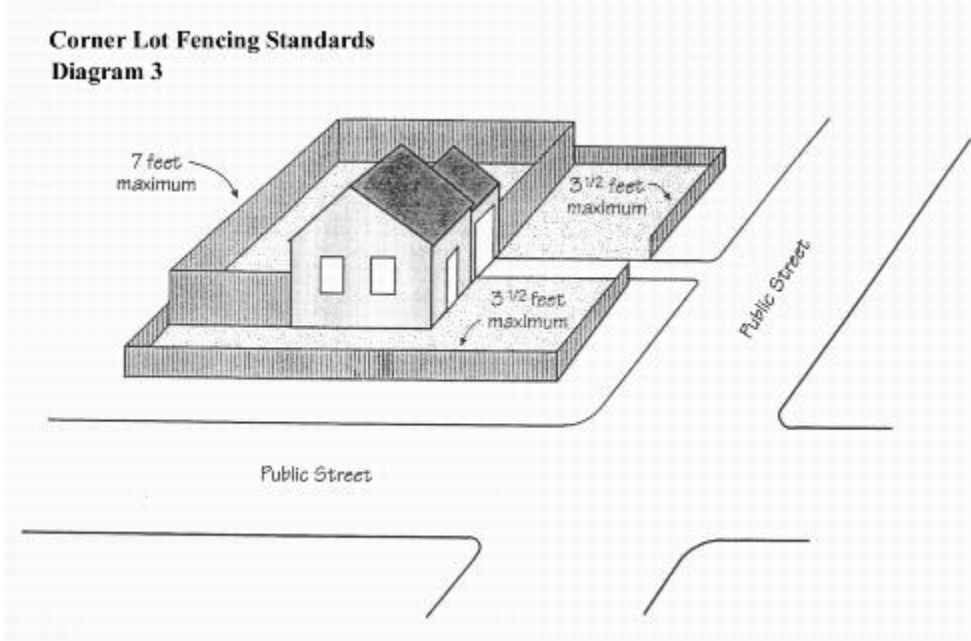 Corner Lot Fencing Standards
Diagram 3
7 feet
maximum
3 1/2 feet
maximum
3 1/2 feet
maximum
Public Street
Public Street